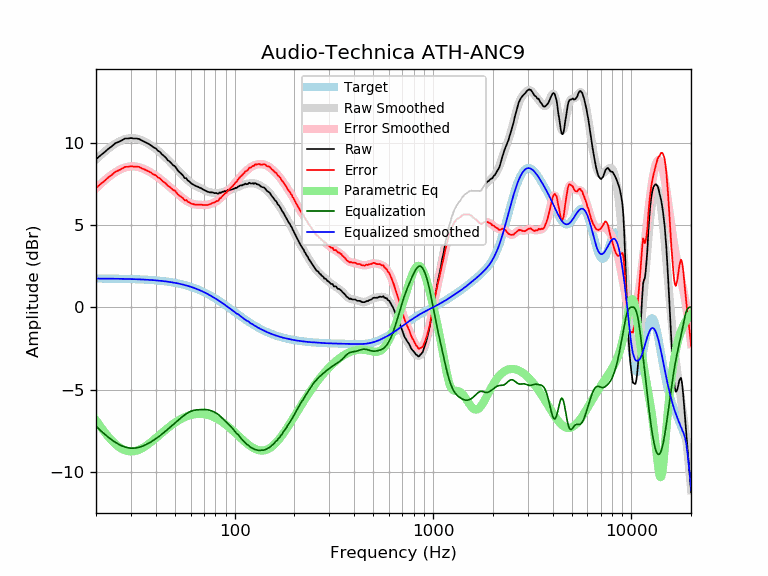 Audio-Technica ATH-ANC9
Target
Raw Smoothed
Error Smoothed
Raw
Error
Parametric Eq
Equalization
Equalized smoothed
Amplitude (dBr)
10
5
0
−5
−10
100
1000
10000
Frequency (Hz)